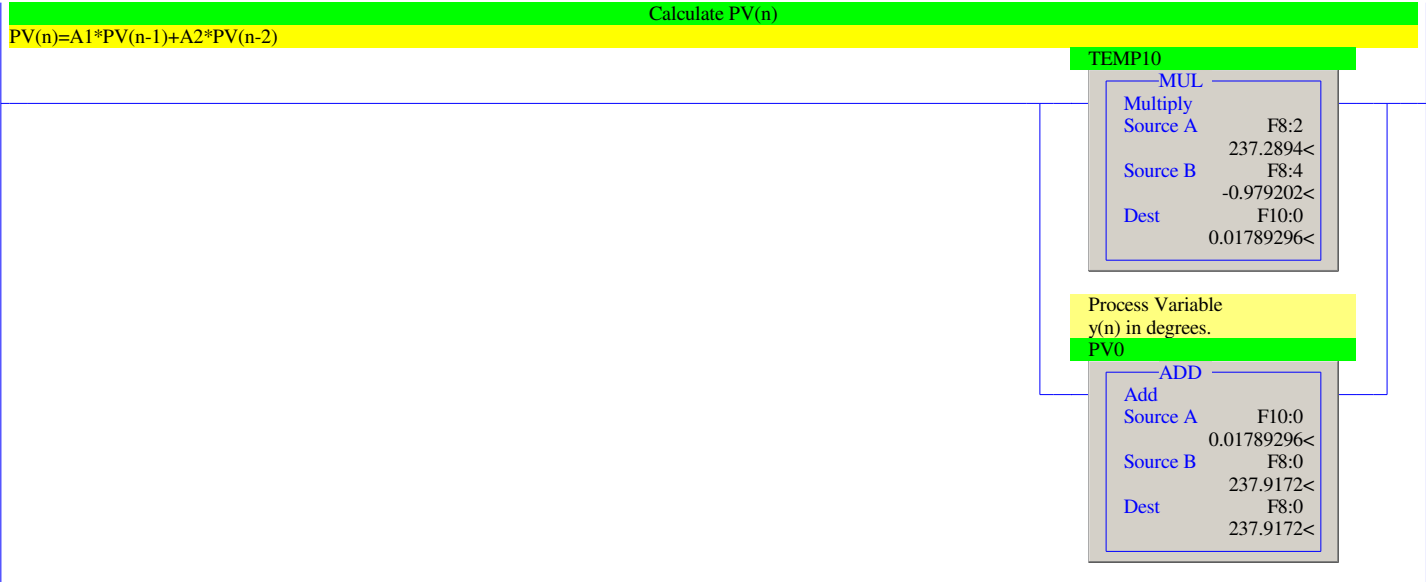 Calculate PV(n)
PV(n)=A1*PV(n-1)+A2*PV(n-2)
TEMP10
MUL
Multiply
Source A F8:2
237.2894<
Source B F8:4
-0.979202<
Dest F10:0
0.01789296<
Process Variable
y(n) in degrees.
PV0
ADD
Add
Source A F10:0
0.01789296<
Source B F8:0
237.9172<
Dest F8:0
237.9172<